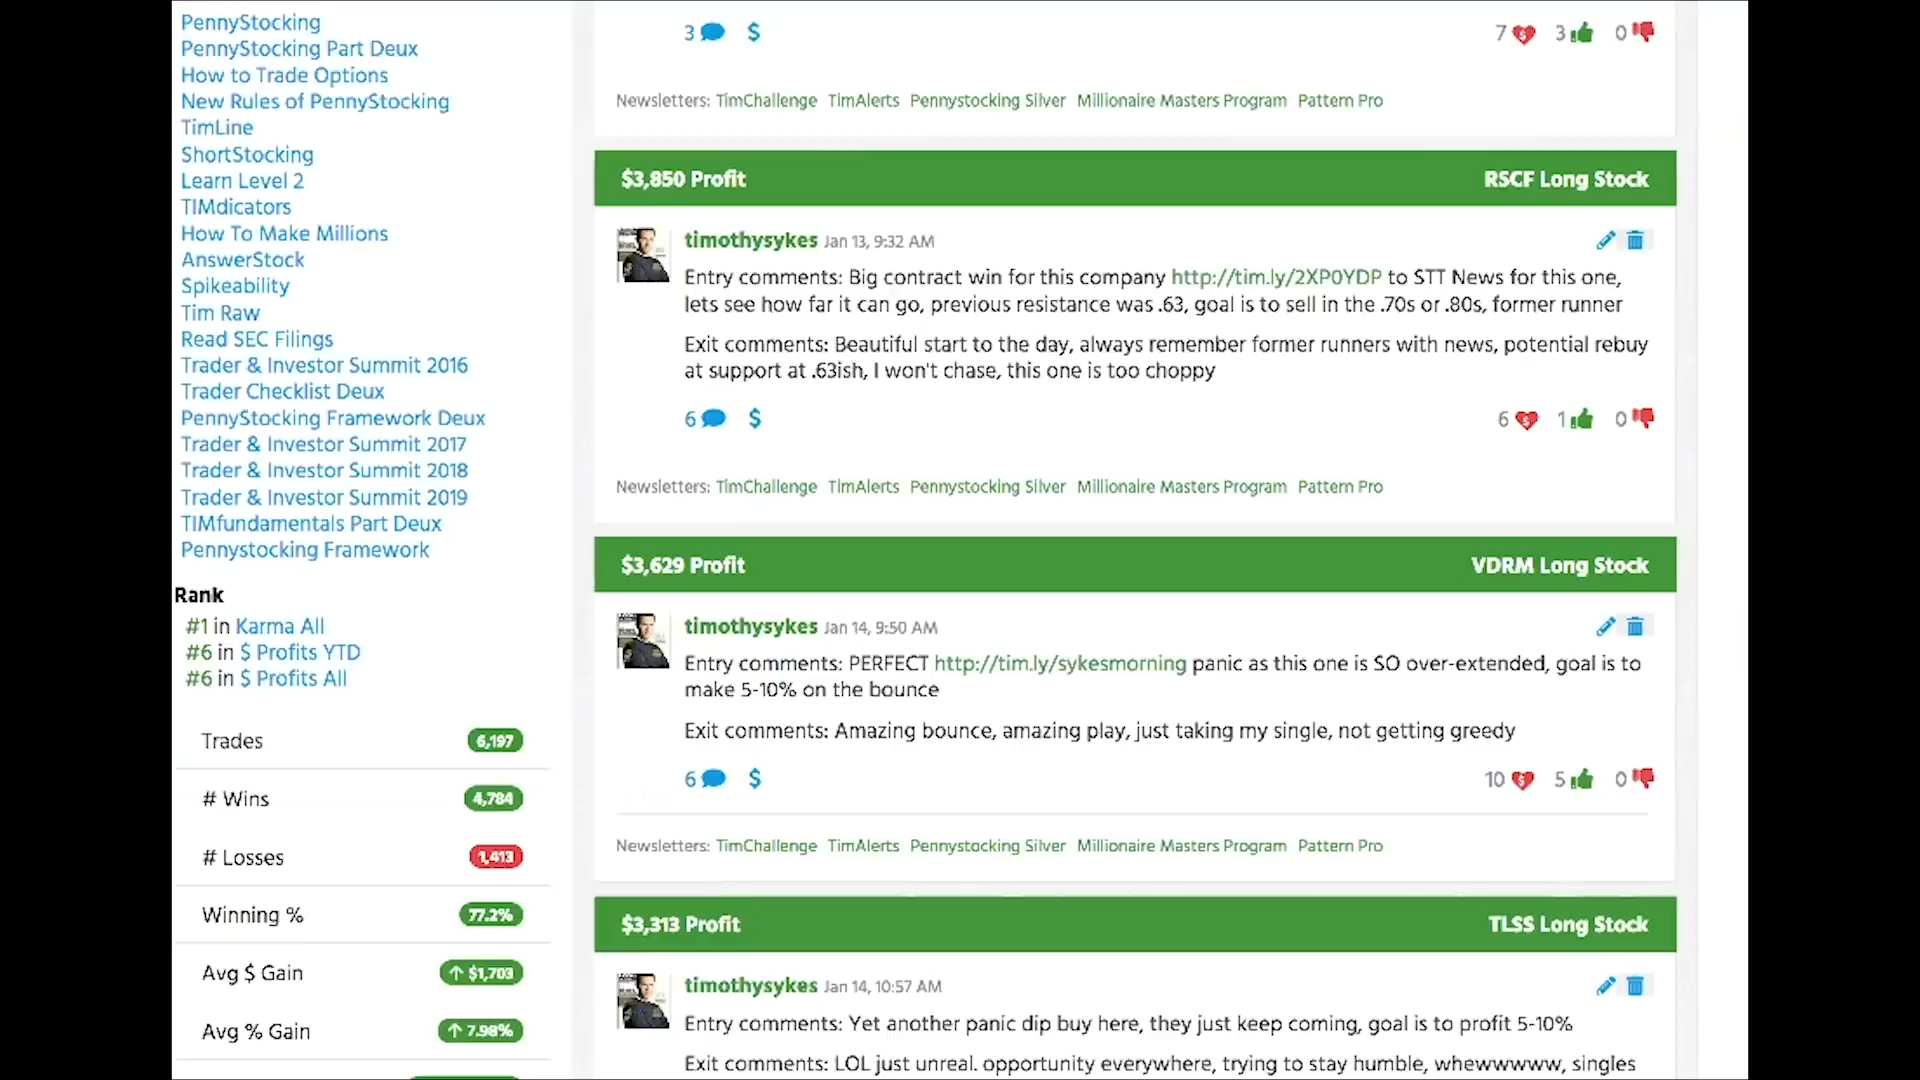 PennyStocking
PennyStocking Part Deux
How to Trade Options
New Rules of PennyStocking
TimLine
ShortStocking
Learn Level 2
TIMdicators
How To Make Millions
AnswerStock
Spikeability
Tim Raw
Read SEC Filings
Trader & Investor Summit 2016
Trader Checklist Deux
PennyStocking Framework Deux
Trader & Investor Summit 2017
Trader & Investor Summit 2018
Trader & Investor Summit 2019
TIMfundamentals Part Deux
Pennystocking Framework
Rank
#1 in Karma All
#6 in $ Profits YTD
#6 in $ Profits All
Trades 6,197
# Wins 4,784
# Losses 1,413
Winning % 77.2%
Avg $ Gain ↑ $1,703
Avg % Gain ↑ 7.98%
3 $ 7 3 0
Newsletters: TimChallenge TimAlerts Pennystocking Silver Millionaire Masters Program Pattern Pro
$3,850 Profit RSCF Long Stock
timothysykes Jan 13, 9:32 AM
Entry comments: Big contract win for this company http://tim.ly/2XP0YDP to STT News for this one,
lets see how far it can go, previous resistance was .63, goal is to sell in the .70s or .80s, former runner
Exit comments: Beautiful start to the day, always remember former runners with news, potential rebuy
at support at .63ish, I won't chase, this one is too choppy
6 $ 6 1 0
Newsletters: TimChallenge TimAlerts Pennystocking Silver Millionaire Masters Program Pattern Pro
$3,629 Profit VDRM Long Stock
timothysykes Jan 14, 9:50 AM
Entry comments: PERFECT http://tim.ly/sykesmorning panic as this one is SO over-extended, goal is to
make 5-10% on the bounce
Exit comments: Amazing bounce, amazing play, just taking my single, not getting greedy
6 $ 10 5 0
Newsletters: TimChallenge TimAlerts Pennystocking Silver Millionaire Masters Program Pattern Pro
$3,313 Profit TLSS Long Stock
timothysykes Jan 14, 10:57 AM
Entry comments: Yet another panic dip buy here, they just keep coming, goal is to profit 5-10%
Exit comments: LOL just unreal. opportunity everywhere, trying to stay humble, whewwwww, singles